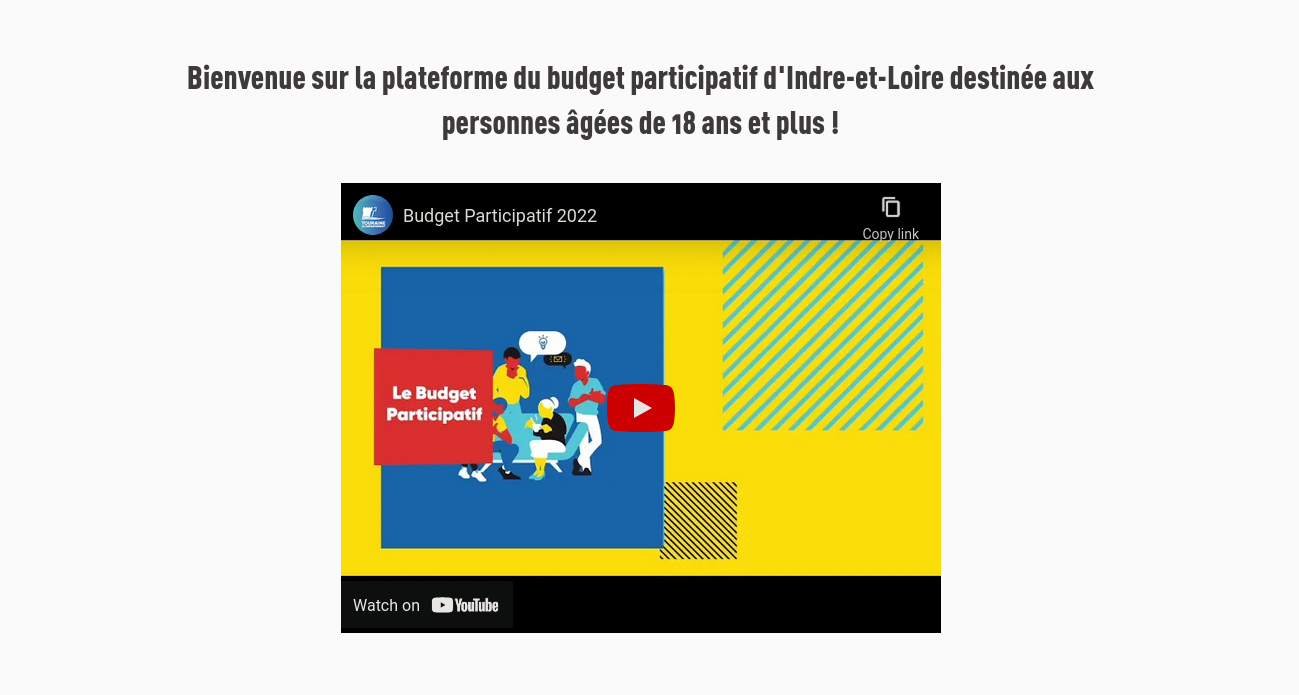 Bienvenue sur la plateforme du budget participatif d'Indre-et-Loire destinée aux
personnes âgées de 18 ans et plus !
TOURAINE
Budget Participatif 2022
Copy link
Le Budget
Participatif
Watch on YouTube